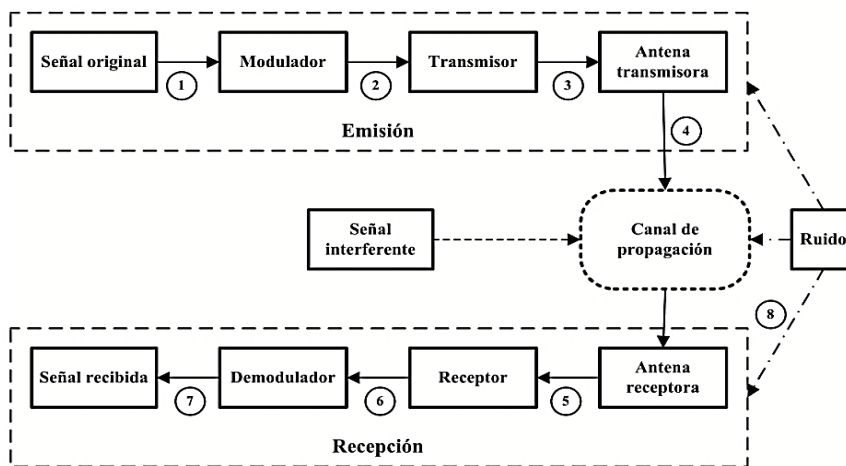 Señal original
Modulador
Transmisor
Antena
transmisora
1
2
3
Emisión
4
Señal
interferente
Canal de
propagación
Ruido
8
Señal recibida
Demodulador
Receptor
Antena
receptora
7
6
5
Recepción